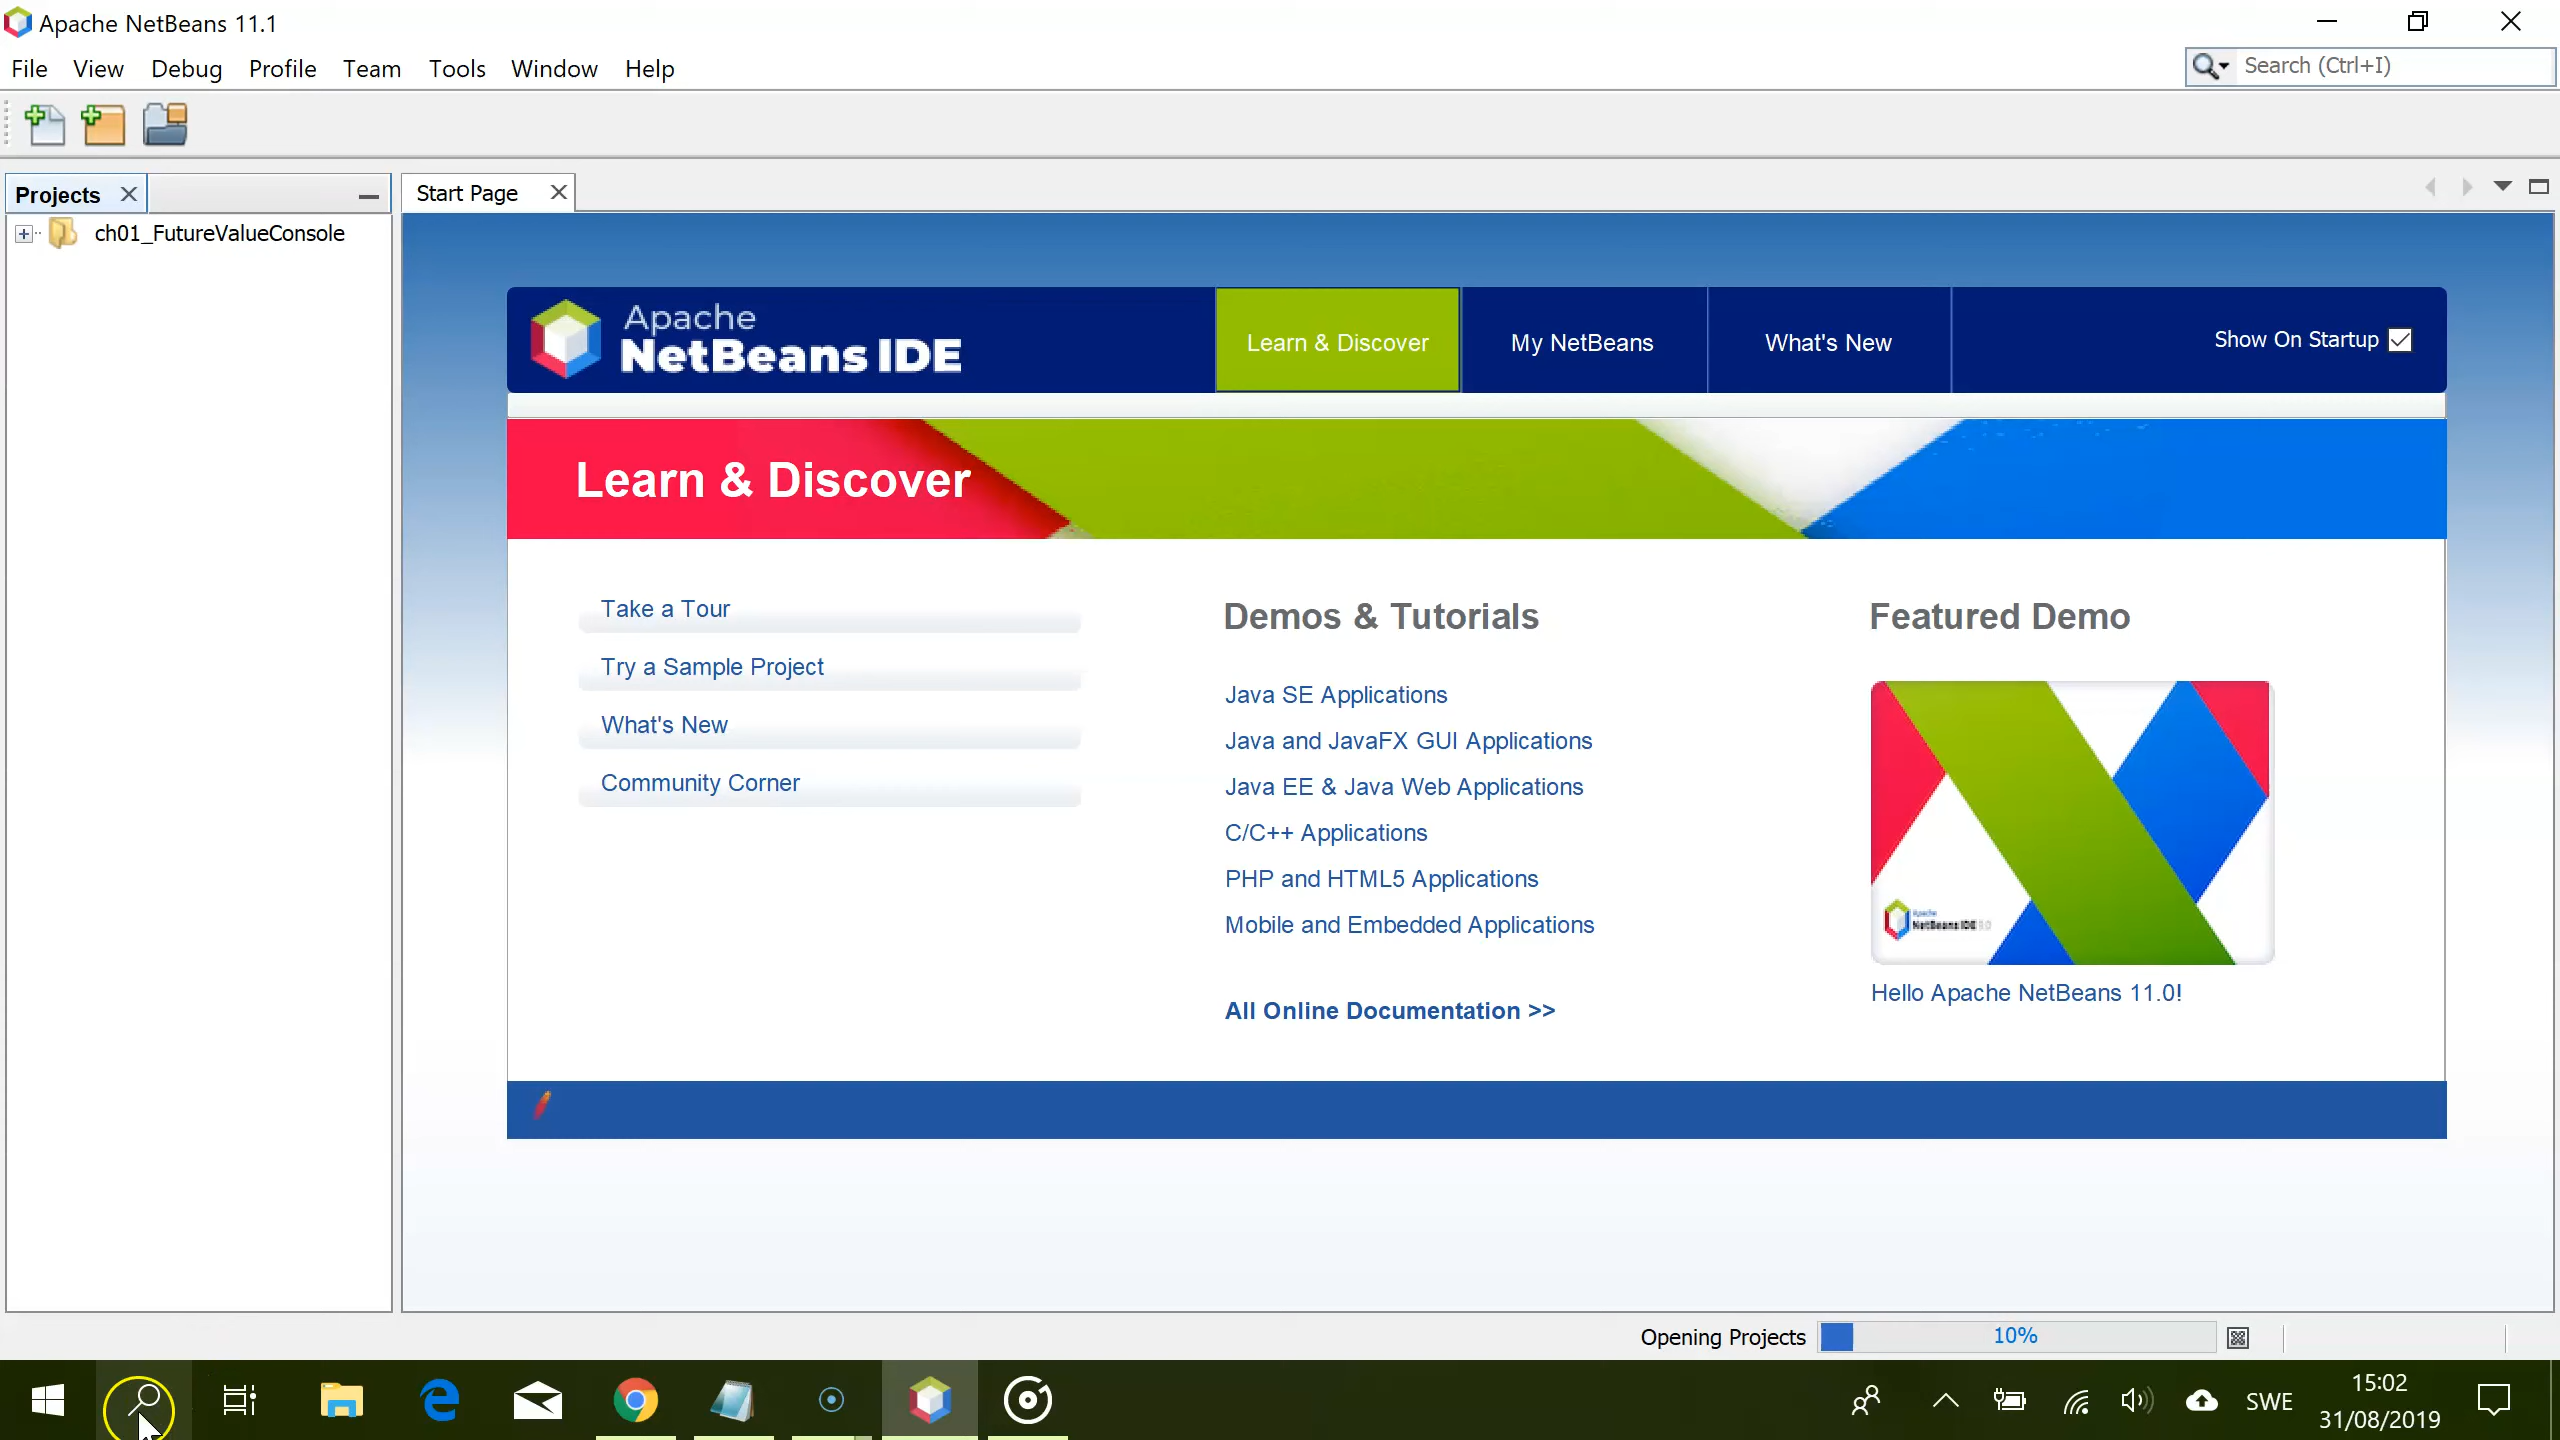 Apache NetBeans 11.1
File View Debug Profile Team Tools Window Help
Search (Ctrl+I)
Projects
Start Page
ch01_FutureValueConsole
Apache
NetBeans IDE
Learn & Discover
My NetBeans
What's New
Show On Startup
Learn & Discover
Take a Tour
Try a Sample Project
What's New
Community Corner
Demos & Tutorials
Java SE Applications
Java and JavaFX GUI Applications
Java EE & Java Web Applications
C/C++ Applications
PHP and HTML5 Applications
Mobile and Embedded Applications
All Online Documentation >>
Featured Demo
Apache
NetBeans IDE
Hello Apache NetBeans 11.0!
Opening Projects 10%
SWE
15:02
31/08/2019